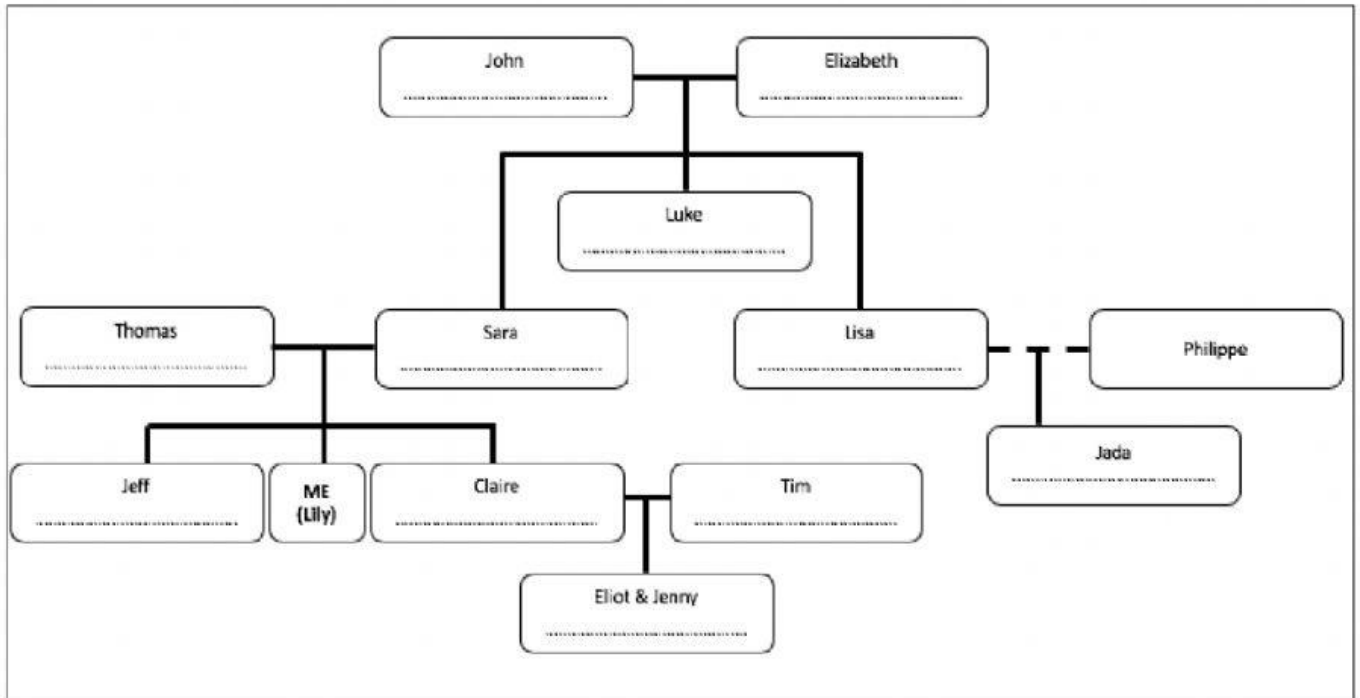 John
Elizabeth
Luke
Thomas
Sara
Lisa
Philippe
Jada
Jeff
ME
(Lily)
Claire
Tim
Eliot & Jenny